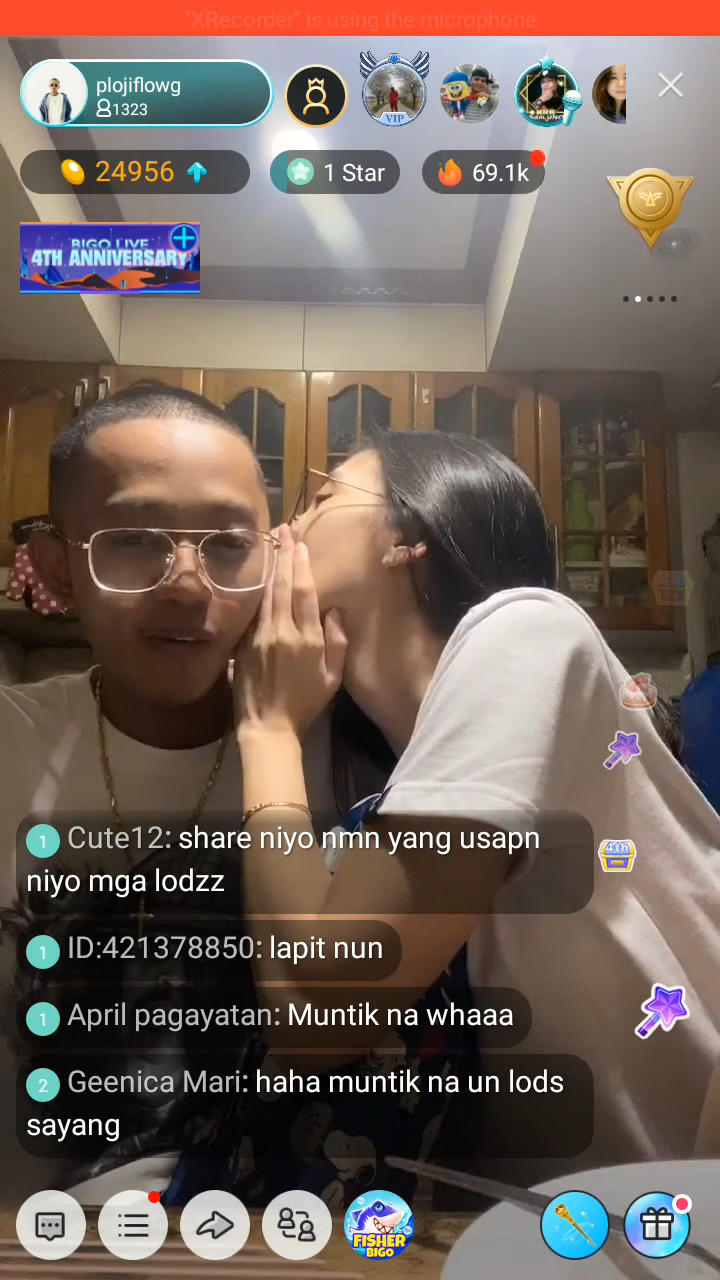 "XRecorder" is using the microphone
plojiflowg
1323
VIP
24956
1 Star
69.1k
BIGO LIVE
4TH ANNIVERSARY
4th
1 Cute12: share niyo nmn yang usapn
niyo mga lodzz
1 ID:421378850: lapit nun
1 April pagayatan: Muntik na whaaa
2 Geenica Mari: haha muntik na un lods
sayang
FISHER
BIGO